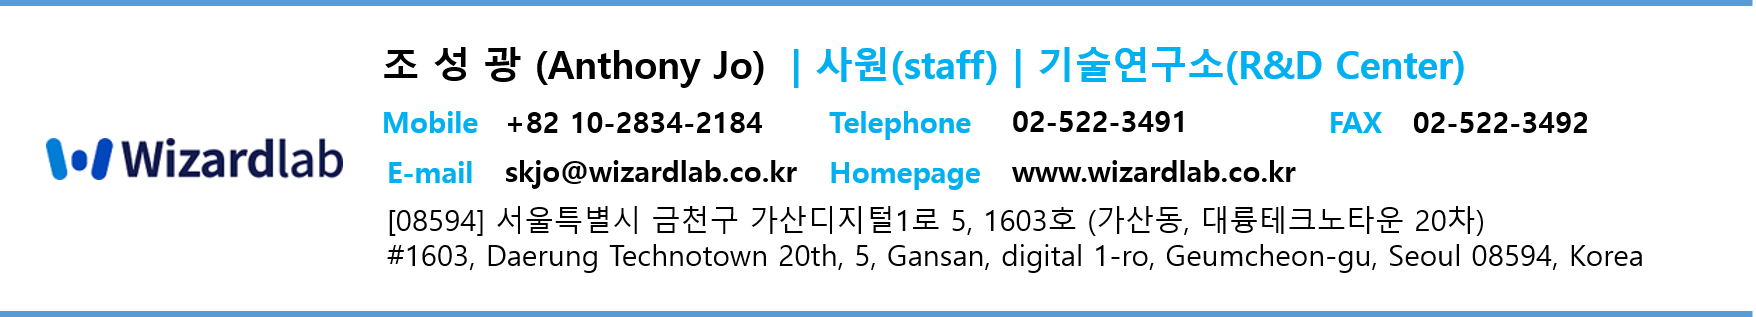 조 성 광 (Anthony Jo) | 사원(staff) | 기술연구소(R&D Center)
Mobile +82 10-2834-2184 Telephone 02-522-3491 FAX 02-522-3492
Wizardlab
E-mail skjo@wizardlab.co.kr Homepage www.wizardlab.co.kr
[08594] 서울특별시 금천구 가산디지털1로 5, 1603호 (가산동, 대륭테크노타운 20차)
#1603, Daerung Technotown 20th, 5, Gansan, digital 1-ro, Geumcheon-gu, Seoul 08594, Korea